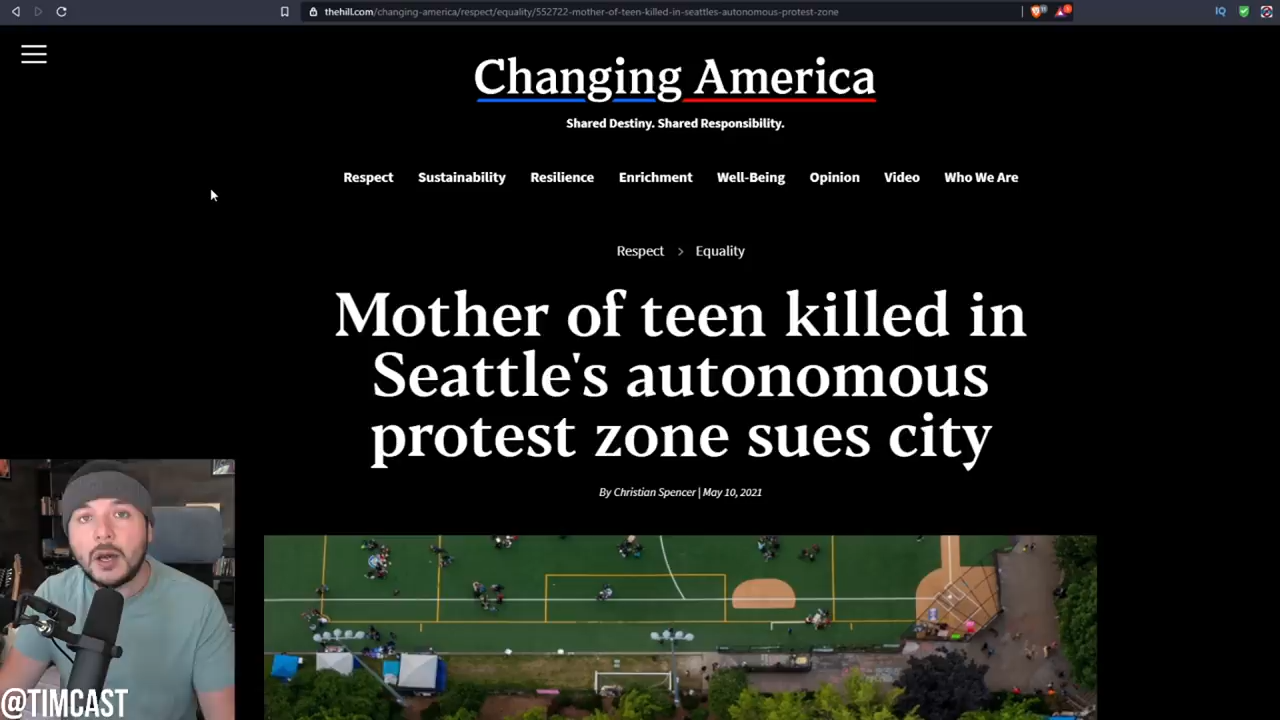 thehill.com/changing-america/respect/equality/552722-mother-of-teen-killed-in-seattles-autonomous-protest-zone
IQ
Changing America
Shared Destiny. Shared Responsibility.
Respect Sustainability Resilience Enrichment Well-Being Opinion Video Who We Are
Respect > Equality
Mother of teen killed in
Seattle's autonomous
protest zone sues city
By Christian Spencer | May 10, 2021
@TIMCAST